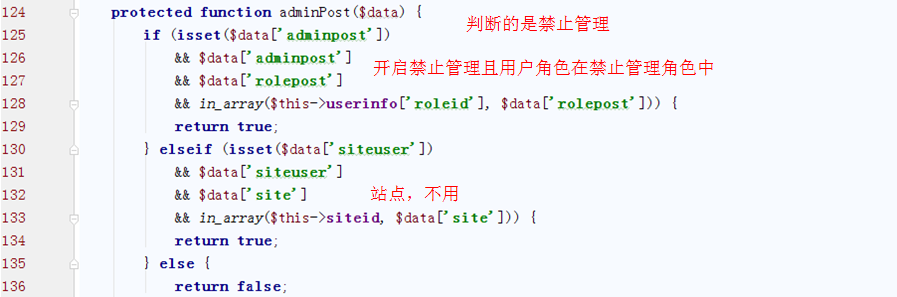 124 protected function adminPost($data) {
125 if (isset($data['adminpost']) 判断的是禁止管理
126 && $data['adminpost'] 开启禁止管理且用户角色在禁止管理角色中
127 && $data['rolepost']
128 && in_array($this->userinfo['roleid'], $data['rolepost'])) {
129 return true;
130 } elseif (isset($data['siteuser'])
131 && $data['siteuser']
132 && $data['site'] 站点，不用
133 && in_array($this->siteid, $data['site'])) {
134 return true;
135 } else {
136 return false;